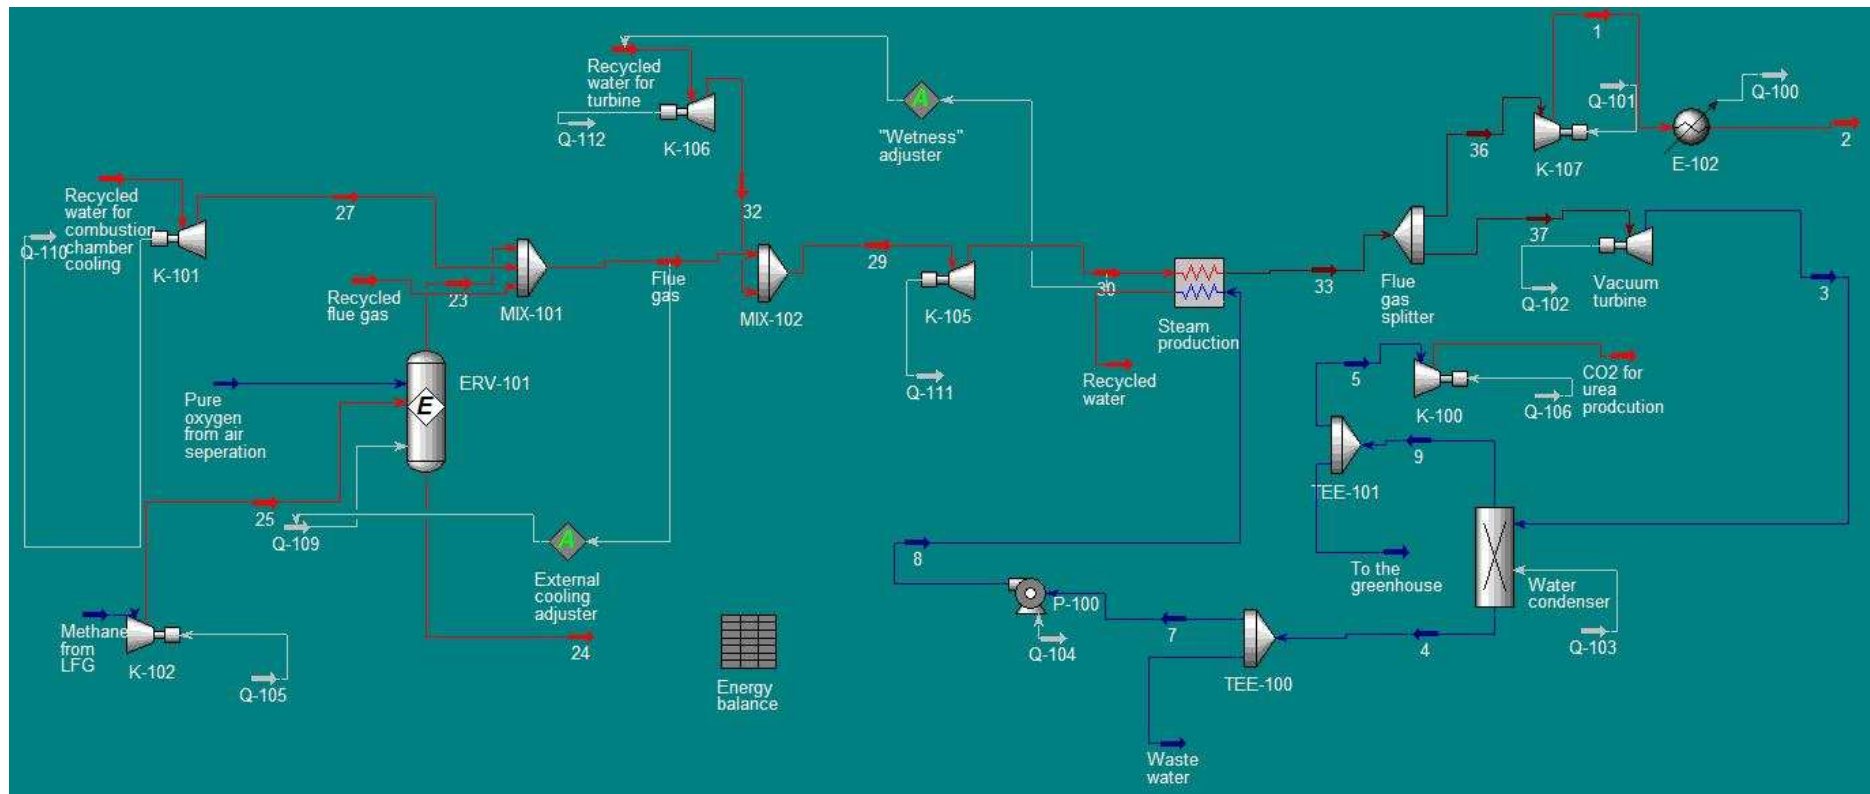 1
Q-101
Q-100
K-107
E-102
2
36
Recycled
water for
turbine
Q-112
K-106
A
"Wetness"
adjuster
Recycled
water for
combustion
chamber
cooling
Q-110
K-101
27
32
Recycled
flue gas
23
MIX-101
Flue
gas
MIX-102
29
K-105
Q-111
30
Steam
production
Recycled
water
33
Flue
gas
splitter
37
Q-102
Vacuum
turbine
3
Pure
oxygen
from air
seperation
ERV-101
E
5
K-100
Q-106
CO2 for
urea
prodcution
TEE-101
9
To the
greenhouse
Water
condenser
Q-103
25
Q-109
A
External
cooling
adjuster
24
Methane
from
LFG
K-102
Q-105
Energy
balance
8
P-100
Q-104
7
TEE-100
4
Waste
water